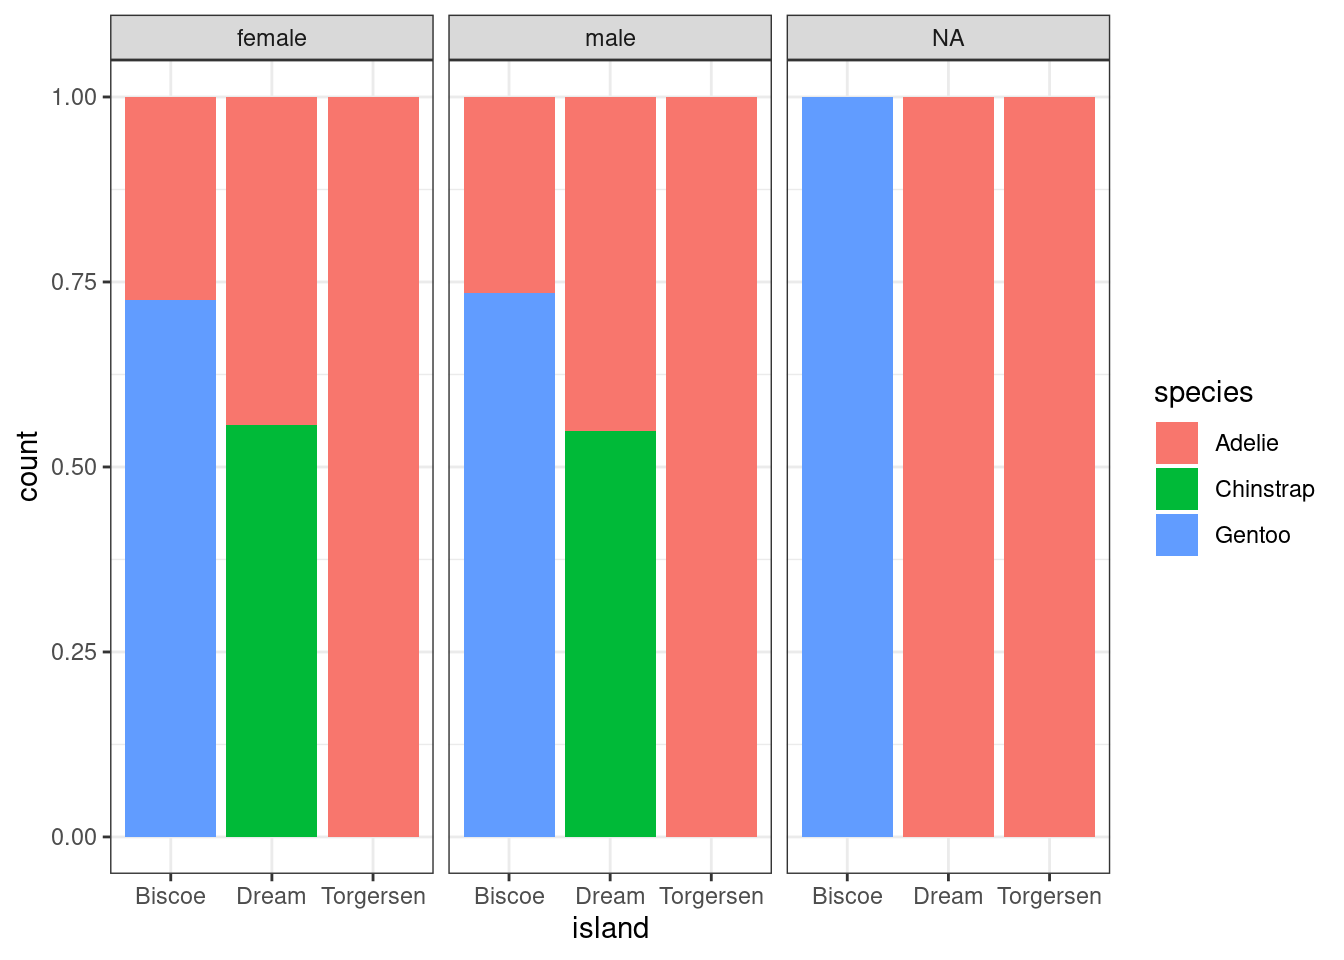 female male NA
1.00
0.75
0.50
0.25
0.00
count
Biscoe Dream Torgersen Biscoe Dream Torgersen Biscoe Dream Torgersen
island
species
Adelie
Chinstrap
Gentoo